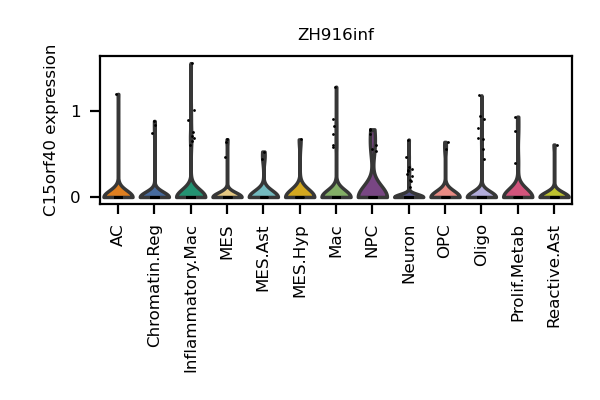 ZH916inf
C15orf40 expression
1
0
AC
Chromatin.Reg
Inflammatory.Mac
MES
MES.Ast
MES.Hyp
Mac
NPC
Neuron
OPC
Oligo
Prolif.Metab
Reactive.Ast